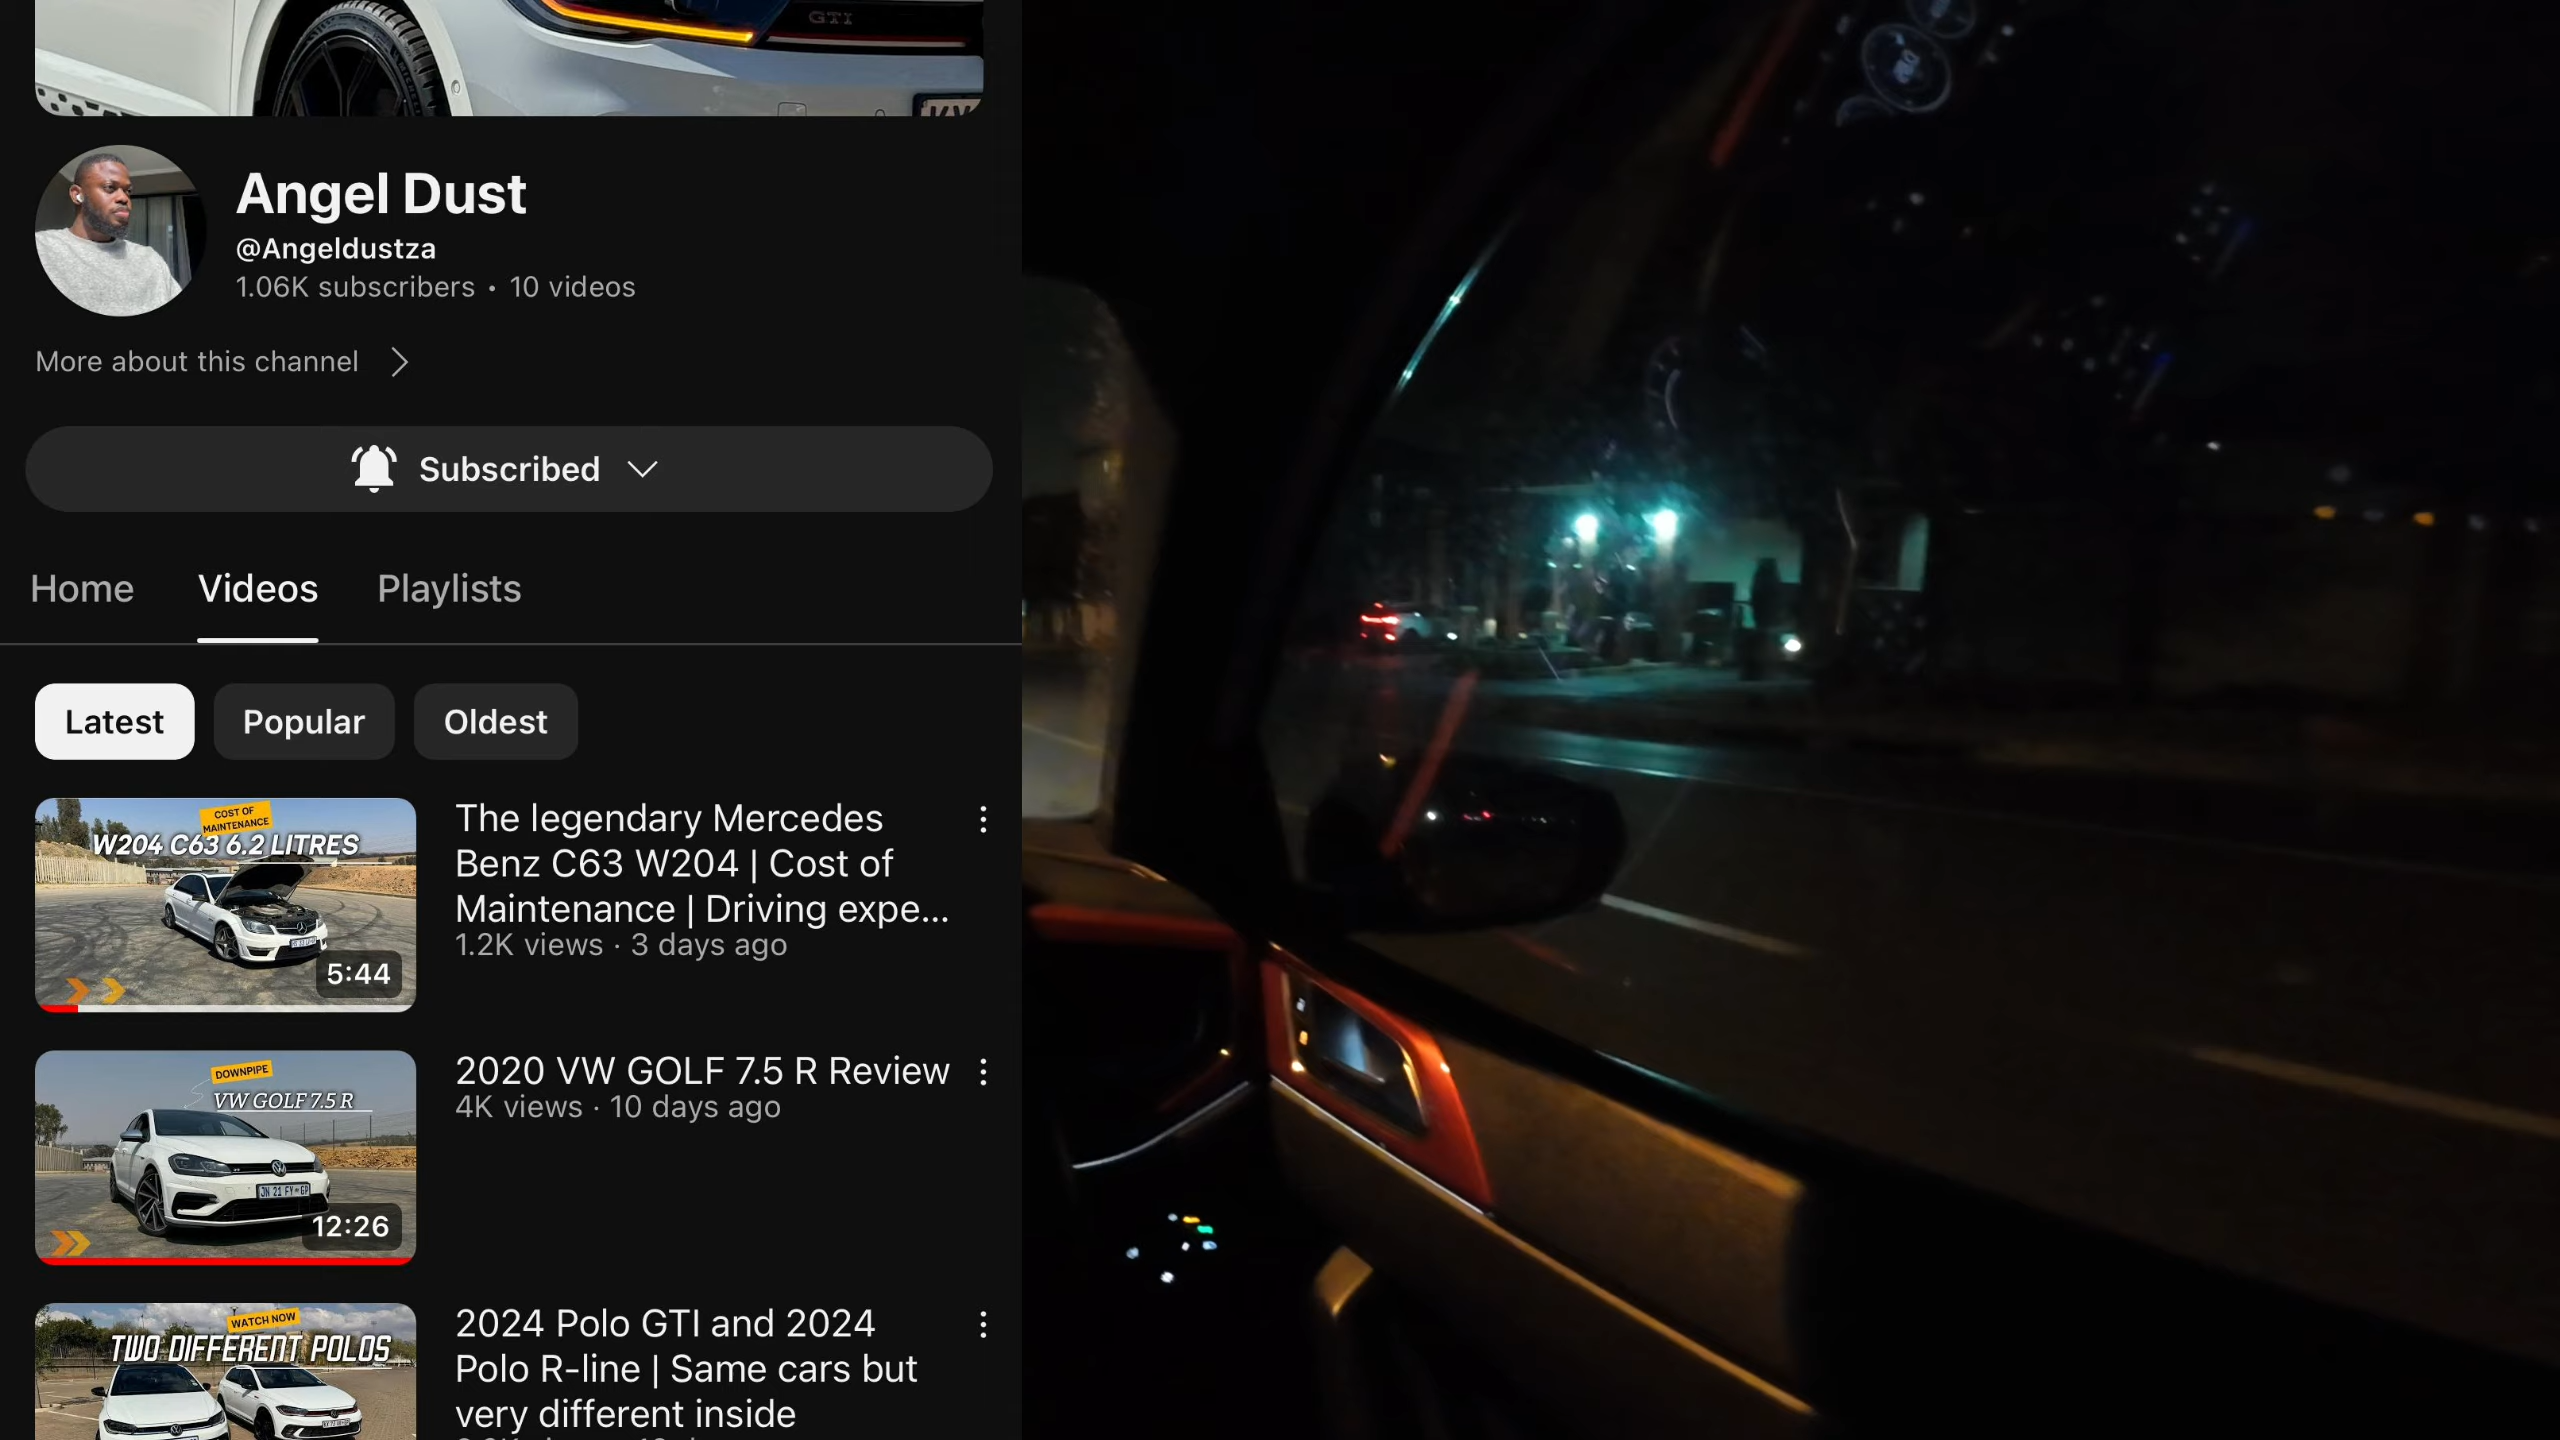 GTI
Angel Dust
@Angeldustza
1.06K subscribers • 10 videos
More about this channel
Subscribed
Home Videos Playlists
Latest Popular Oldest
COST OF
MAINTENANCE
W204 C63 6.2 LITRES
5:44
The legendary Mercedes
Benz C63 W204 | Cost of
Maintenance | Driving expe...
1.2K views · 3 days ago
DOWNPIPE
VW GOLF 7.5 R
JN 21 FY GP
12:26
2020 VW GOLF 7.5 R Review
4K views · 10 days ago
WATCH NOW
TWO DIFFERENT POLOS
2024 Polo GTI and 2024
Polo R-line | Same cars but
very different inside